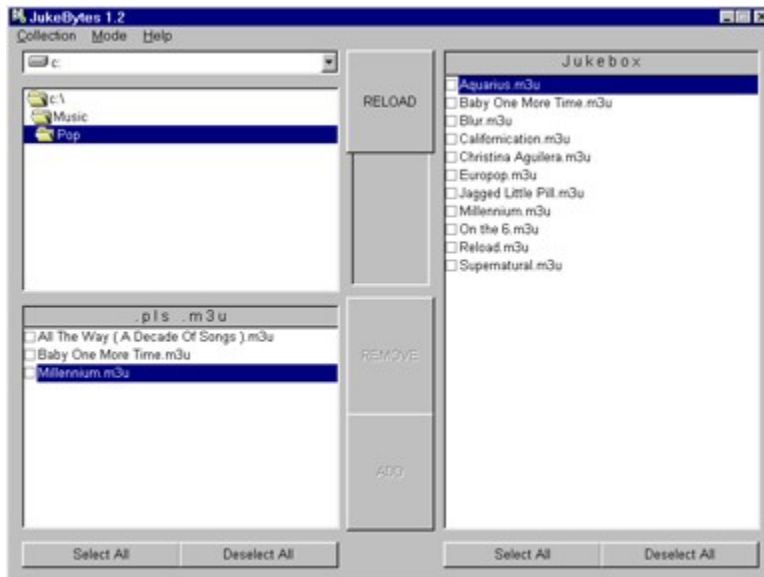 JukeBytes 1.2
Collection Mode Help
c:
c:\
Music
Pop
RELOAD
.pls .m3u
All The Way ( A Decade Of Songs ).m3u
Baby One More Time.m3u
Millennium.m3u
Select All Deselect All
REMOVE
ADD
Jukebox
Aquarius.m3u
Baby One More Time.m3u
Blur.m3u
Californication.m3u
Christina Aguilera.m3u
Europop.m3u
Jagged Little Pill.m3u
Millennium.m3u
On the 6.m3u
Reload.m3u
Supernatural.m3u
Select All Deselect All